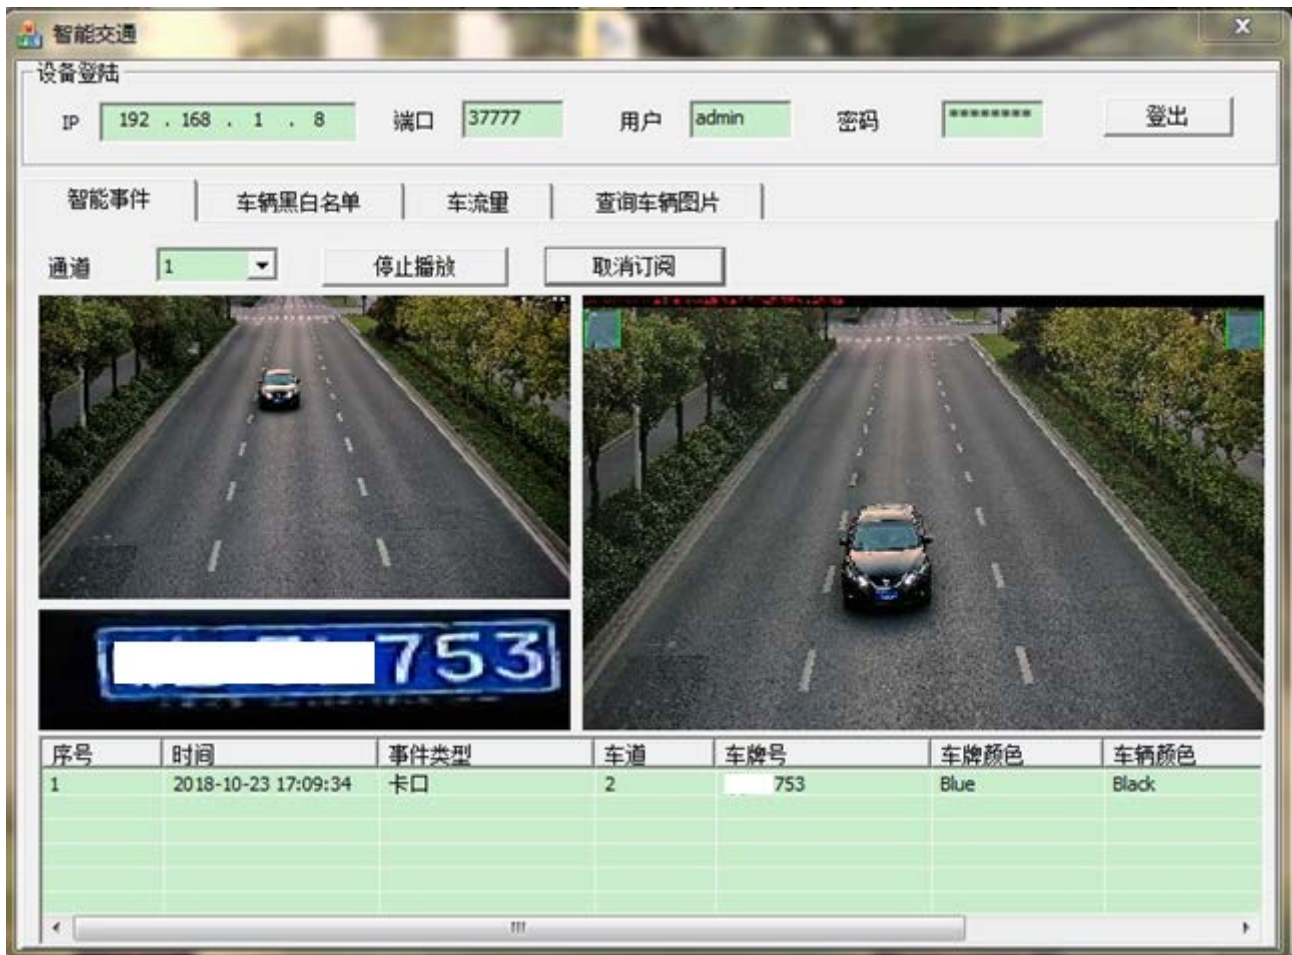 智能交通
设备登陆
IP 192 . 168 . 1 . 8 端口 37777 用户 admin 密码 ******** 登出
智能事件 车辆黑白名单 车流量 查询车辆图片
通道 1 停止播放 取消订阅
753
序号 时间 事件类型 车道 车牌号 车牌颜色 车辆颜色
1 2018-10-23 17:09:34 卡口 2 753 Blue Black